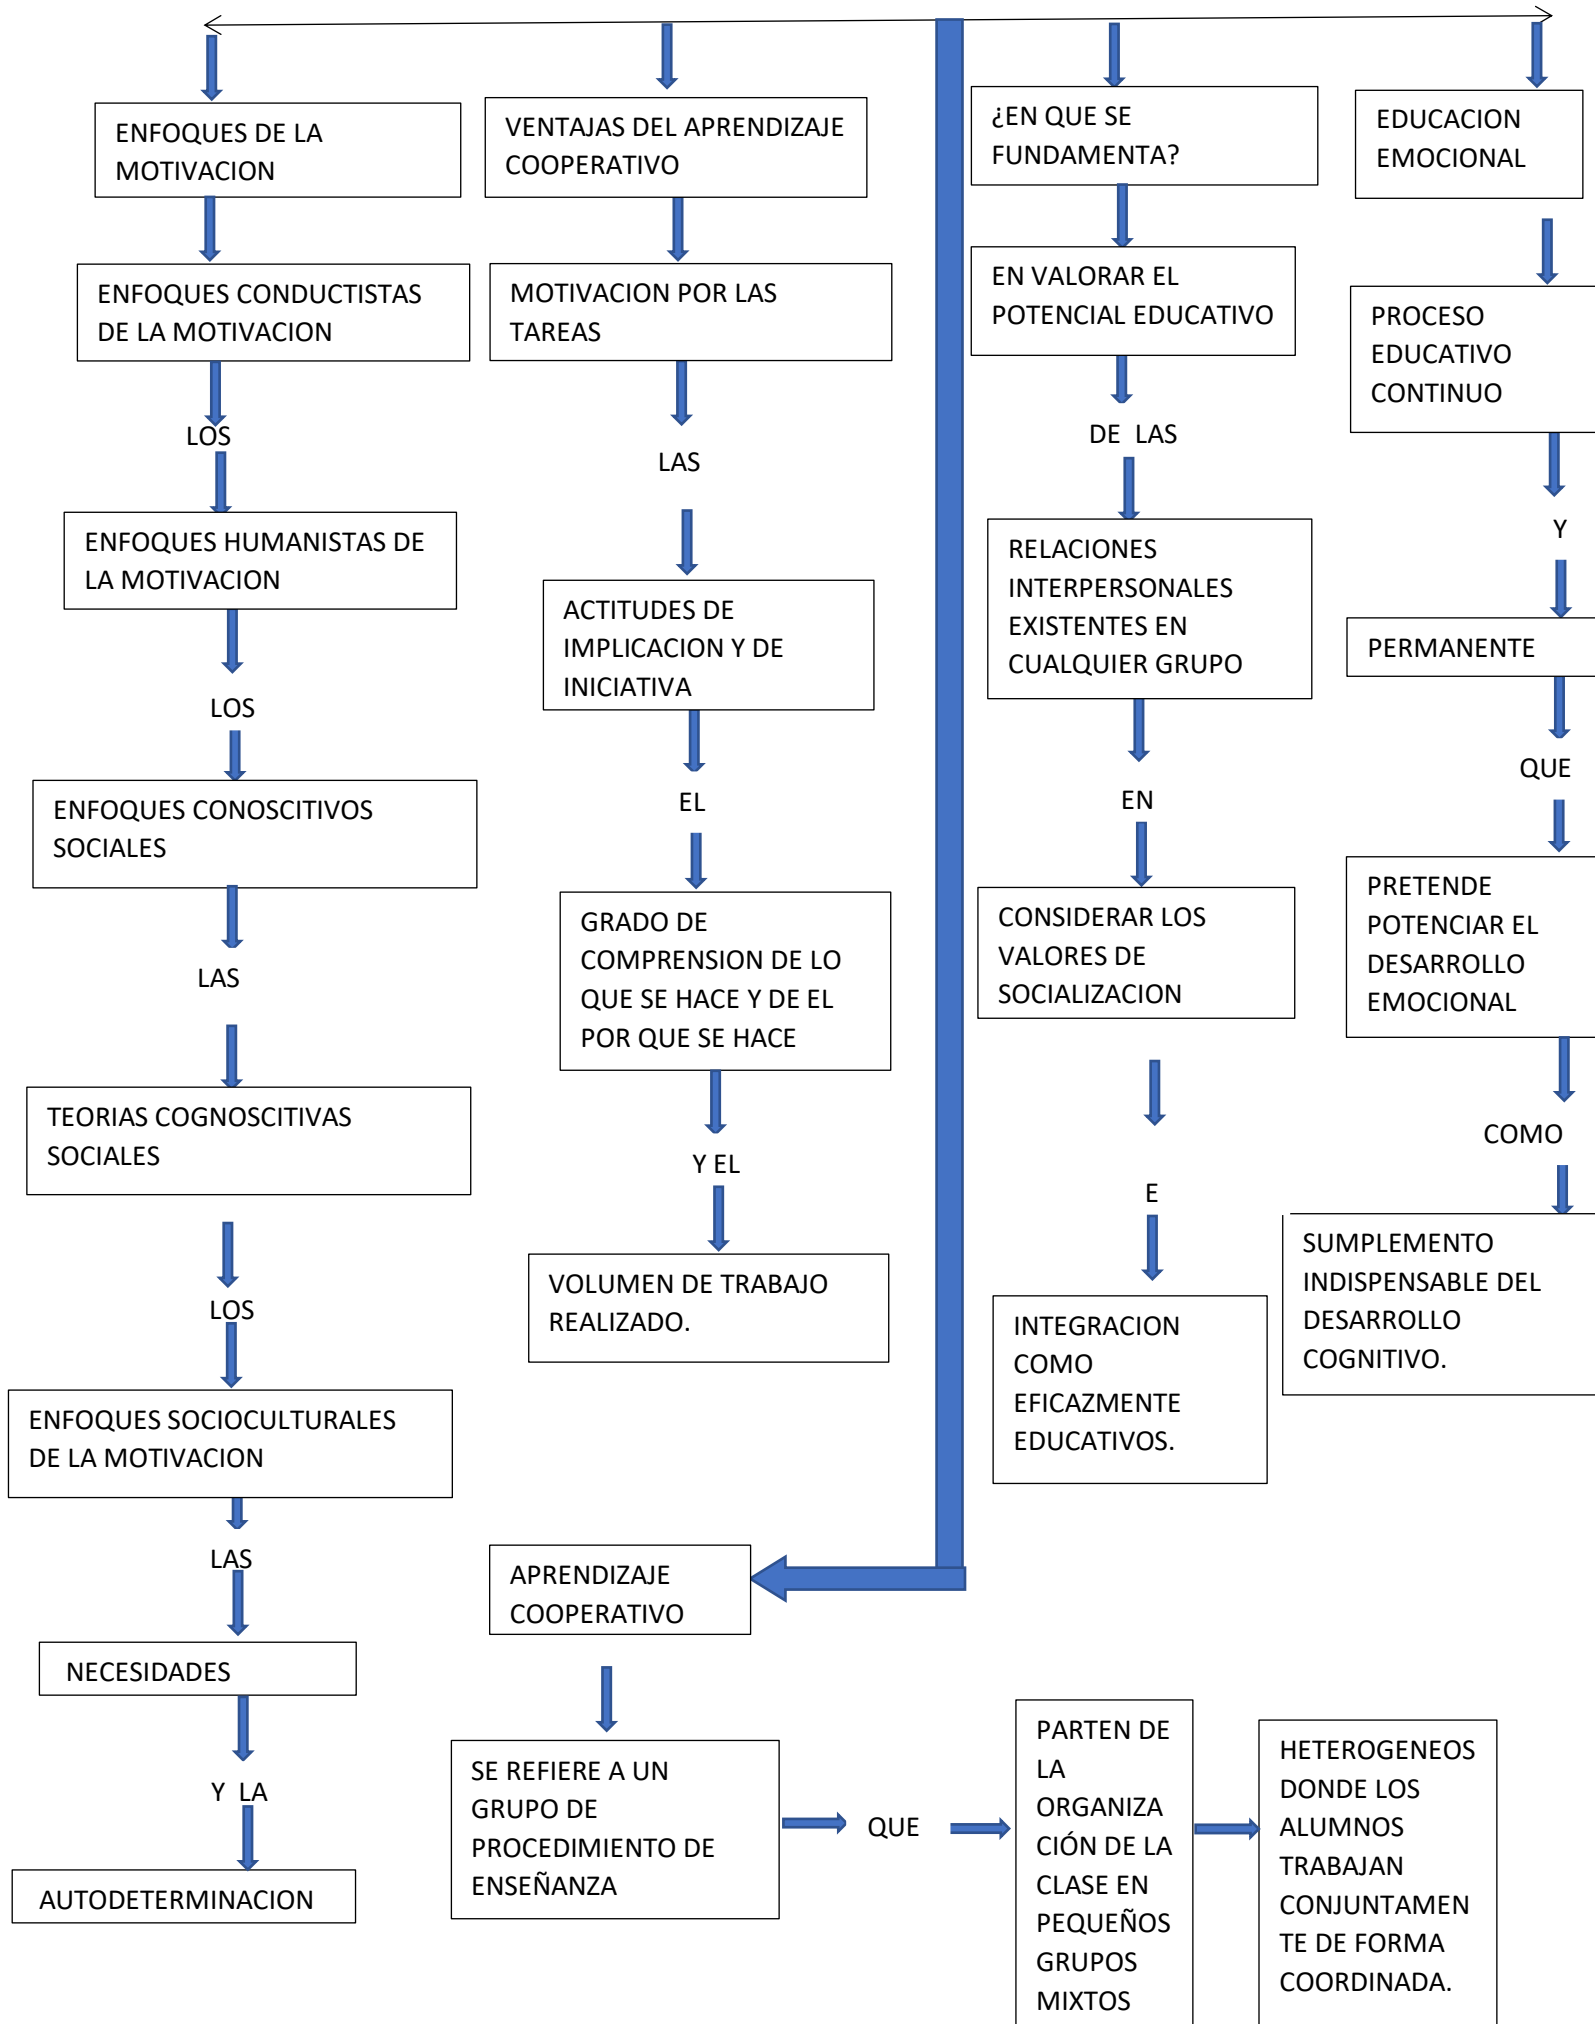 ENFOQUES DE LA
MOTIVACION
ENFOQUES CONDUCTISTAS
DE LA MOTIVACION
LOS
ENFOQUES HUMANISTAS DE
LA MOTIVACION
LOS
ENFOQUES CONOSCITIVOS
SOCIALES
LAS
TEORIAS COGNOSCITIVAS
SOCIALES
LOS
ENFOQUES SOCIOCULTURALES
DE LA MOTIVACION
LAS
NECESIDADES
Y LA
AUTODETERMINACION
VENTAJAS DEL APRENDIZAJE
COOPERATIVO
MOTIVACION POR LAS
TAREAS
LAS
ACTITUDES DE
IMPLICACION Y DE
INICIATIVA
EL
GRADO DE
COMPRENSION DE LO
QUE SE HACE Y DE EL
POR QUE SE HACE
Y EL
VOLUMEN DE TRABAJO
REALIZADO.
¿EN QUE SE
FUNDAMENTA?
EN VALORAR EL
POTENCIAL EDUCATIVO
DE LAS
RELACIONES
INTERPERSONALES
EXISTENTES EN
CUALQUIER GRUPO
EN
CONSIDERAR LOS
VALORES DE
SOCIALIZACION
E
INTEGRACION
COMO
EFICAZMENTE
EDUCATIVOS.
EDUCACION
EMOCIONAL
PROCESO
EDUCATIVO
CONTINUO
Y
PERMANENTE
QUE
PRETENDE
POTENCIAR EL
DESARROLLO
EMOCIONAL
COMO
SUMPLEMENTO
INDISPENSABLE DEL
DESARROLLO
COGNITIVO.
APRENDIZAJE
COOPERATIVO
SE REFIERE A UN
GRUPO DE
PROCEDIMIENTO DE
ENSEÑANZA
QUE
PARTEN DE
LA
ORGANIZA
CIÓN DE LA
CLASE EN
PEQUEÑOS
GRUPOS
MIXTOS
HETEROGENEOS
DONDE LOS
ALUMNOS
TRABAJAN
CONJUNTAMEN
TE DE FORMA
COORDINADA.